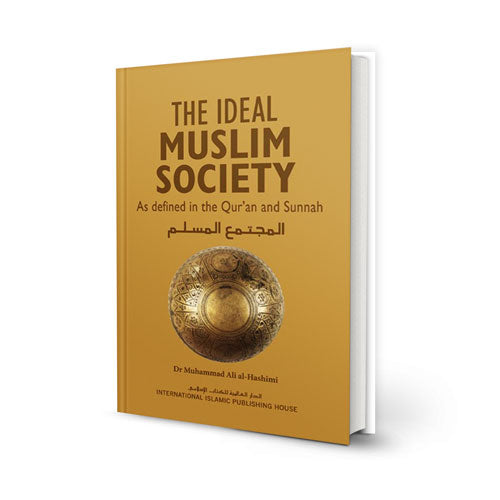 THE IDEAL
MUSLIM
SOCIETY
As defined in the Qur'an and Sunnah
المجتمع المسلم
Dr Muhammad Ali al-Hashimi
الدار العالمية للكتاب الإسلامي
INTERNATIONAL ISLAMIC PUBLISHING HOUSE